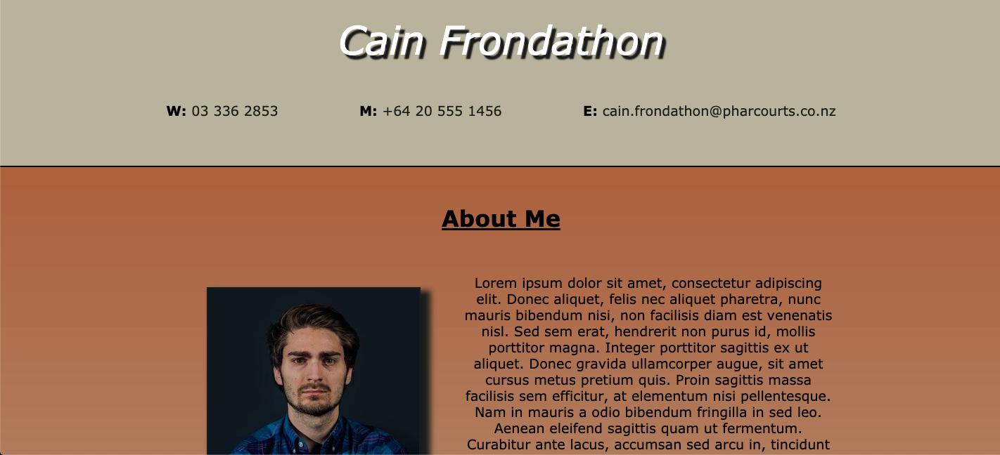 Cain Frondathon
W: 03 336 2853 M: +64 20 555 1456 E: cain.frondathon@pharcourts.co.nz
About Me
Lorem ipsum dolor sit amet, consectetur adipiscing
elit. Donec aliquet, felis nec aliquet pharetra, nunc
mauris bibendum nisi, non facilisis diam est venenatis
nisl. Sed sem erat, hendrerit non purus id, mollis
porttitor magna. Integer porttitor sagittis ex ut
aliquet. Donec gravida ullamcorper augue, sit amet
cursus metus pretium quis. Proin sagittis massa
facilisis sem efficitur, at elementum nisi pellentesque.
Nam in mauris a odio bibendum fringilla in sed leo.
Aenean eleifend sagittis quam ut fermentum.
Curabitur ante lacus, accumsan sed arcu in, tincidunt